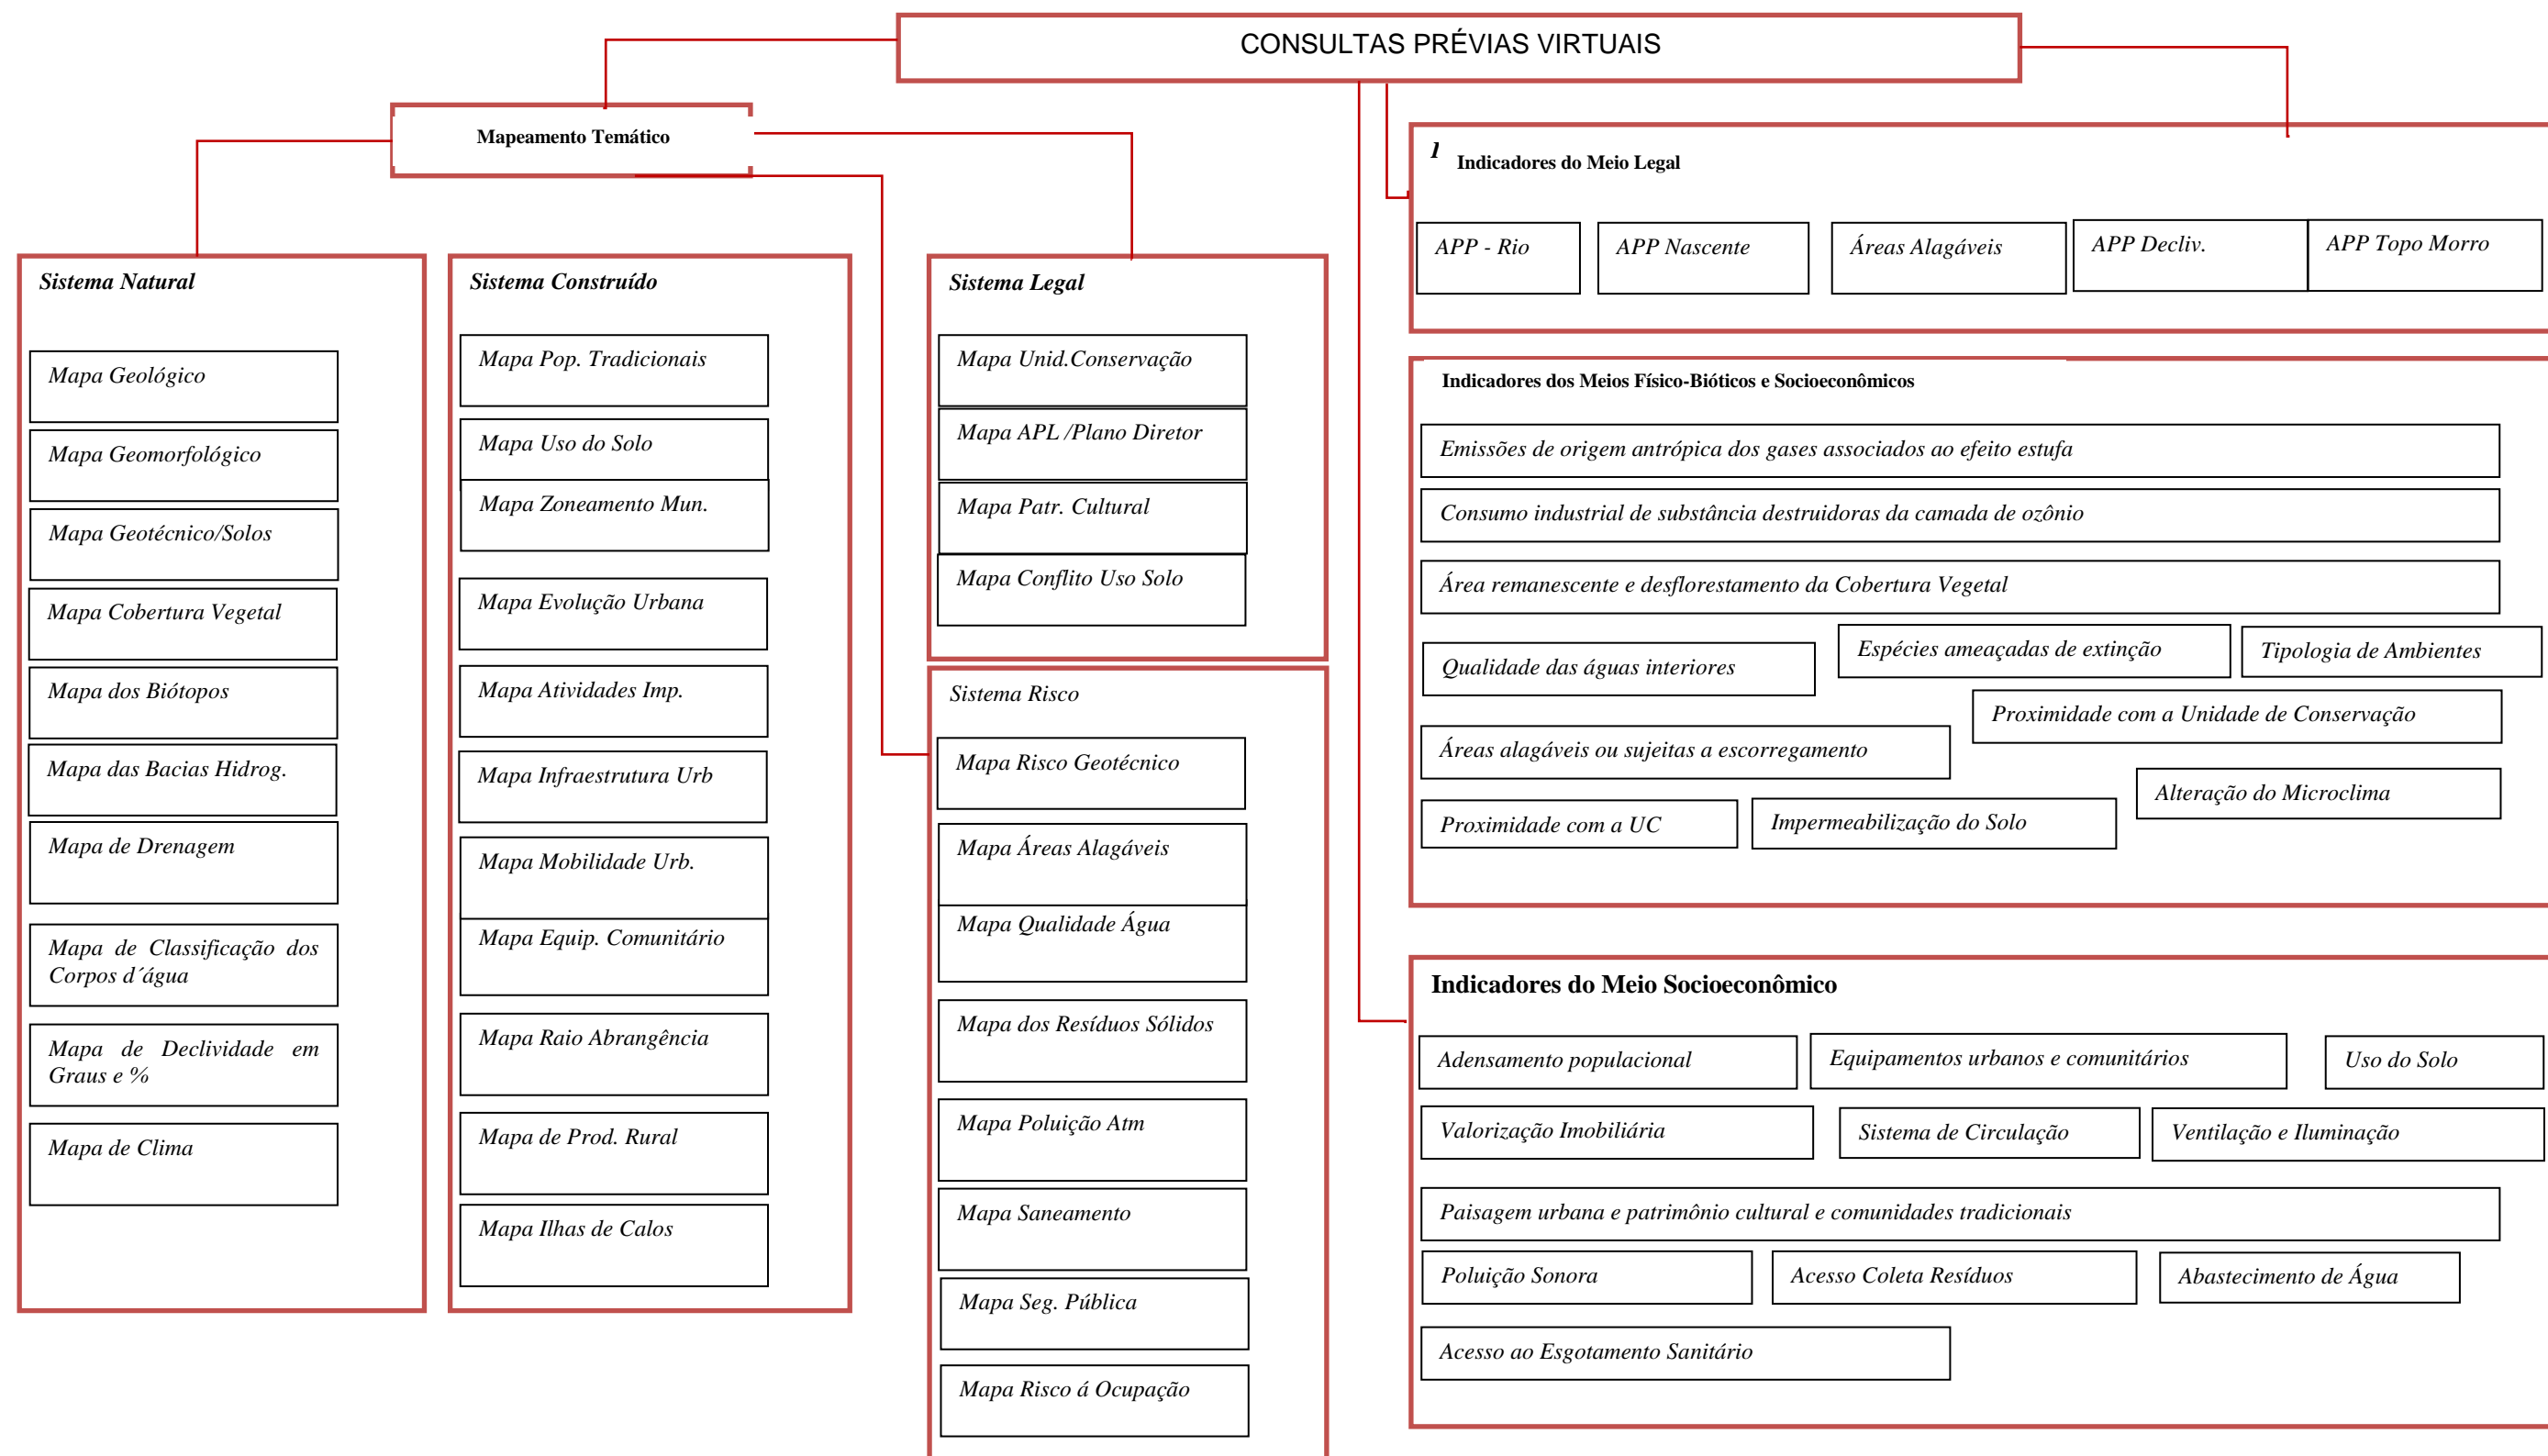 CONSULTAS PRÉVIAS VIRTUAIS
Mapeamento Temático
Sistema Natural
Mapa Geológico
Mapa Geomorfológico
Mapa Geotécnico/Solos
Mapa Cobertura Vegetal
Mapa dos Biótopos
Mapa das Bacias Hidrog.
Mapa de Drenagem
Mapa de Classificação dos
Corpos d´água
Mapa de Declividade em
Graus e %
Mapa de Clima
Sistema Construído
Mapa Pop. Tradicionais
Mapa Uso do Solo
Mapa Zoneamento Mun.
Mapa Evolução Urbana
Mapa Atividades Imp.
Mapa Infraestrutura Urb
Mapa Mobilidade Urb.
Mapa Equip. Comunitário
Mapa Raio Abrangência
Mapa de Prod. Rural
Mapa Ilhas de Calos
Sistema Legal
Mapa Unid.Conservação
Mapa APL /Plano Diretor
Mapa Patr. Cultural
Mapa Conflito Uso Solo
Sistema Risco
Mapa Risco Geotécnico
Mapa Áreas Alagáveis
Mapa Qualidade Água
Mapa dos Resíduos Sólidos
Mapa Poluição Atm
Mapa Saneamento
Mapa Seg. Pública
Mapa Risco á Ocupação
Indicadores do Meio Legal
APP - Rio
APP Nascente
Áreas Alagáveis
APP Decliv.
APP Topo Morro
Indicadores dos Meios Físico-Bióticos e Socioeconômicos
Emissões de origem antrópica dos gases associados ao efeito estufa
Consumo industrial de substância destruidoras da camada de ozônio
Área remanescente e desflorestamento da Cobertura Vegetal
Qualidade das águas interiores
Espécies ameaçadas de extinção
Tipologia de Ambientes
Proximidade com a Unidade de Conservação
Áreas alagáveis ou sujeitas a escorregamento
Alteração do Microclima
Proximidade com a UC
Impermeabilização do Solo
Indicadores do Meio Socioeconômico
Adensamento populacional
Equipamentos urbanos e comunitários
Uso do Solo
Valorização Imobiliária
Sistema de Circulação
Ventilação e Iluminação
Paisagem urbana e patrimônio cultural e comunidades tradicionais
Poluição Sonora
Acesso Coleta Resíduos
Abastecimento de Água
Acesso ao Esgotamento Sanitário